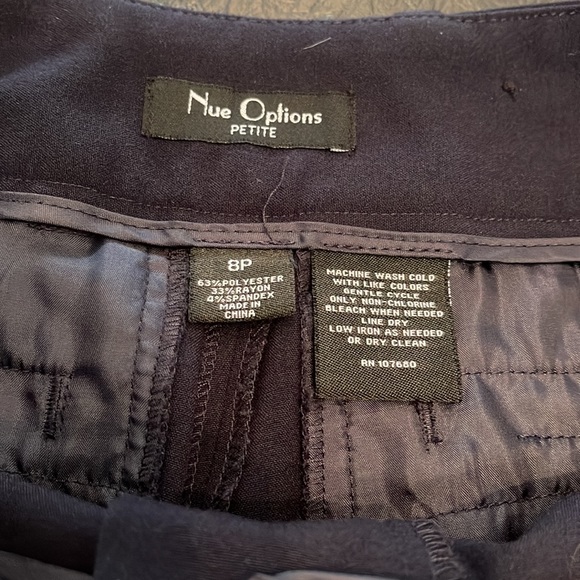 Nue Options
PETITE
8P
63%POLYESTER
33%RAYON
4%SPANDEX
MADE IN
CHINA
MACHINE WASH COLD
WITH LIKE COLORS
GENTLE CYCLE
ONLY NON-CHLORINE
BLEACH WHEN NEEDED
LINE DRY
LOW IRON AS NEEDED
OR DRY CLEAN
RN 107680